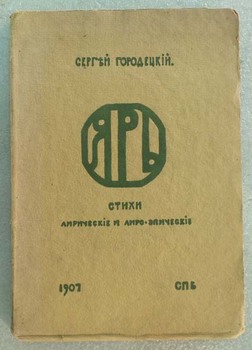 СЕРГѢЙ ГОРОДЕЦКІЙ.
ЯРЬ
СТИХИ
ЛИРИЧЕСКІЕ И ЛИРО-ЭПИЧЕСКІЕ
1907 СПБ